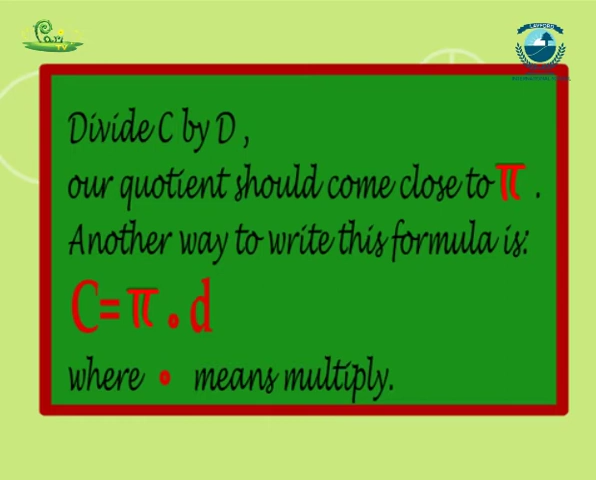 Divide C by D ,
our quotient should come close to π .
Another way to write this formula is:
C= π . d
where • means multiply.